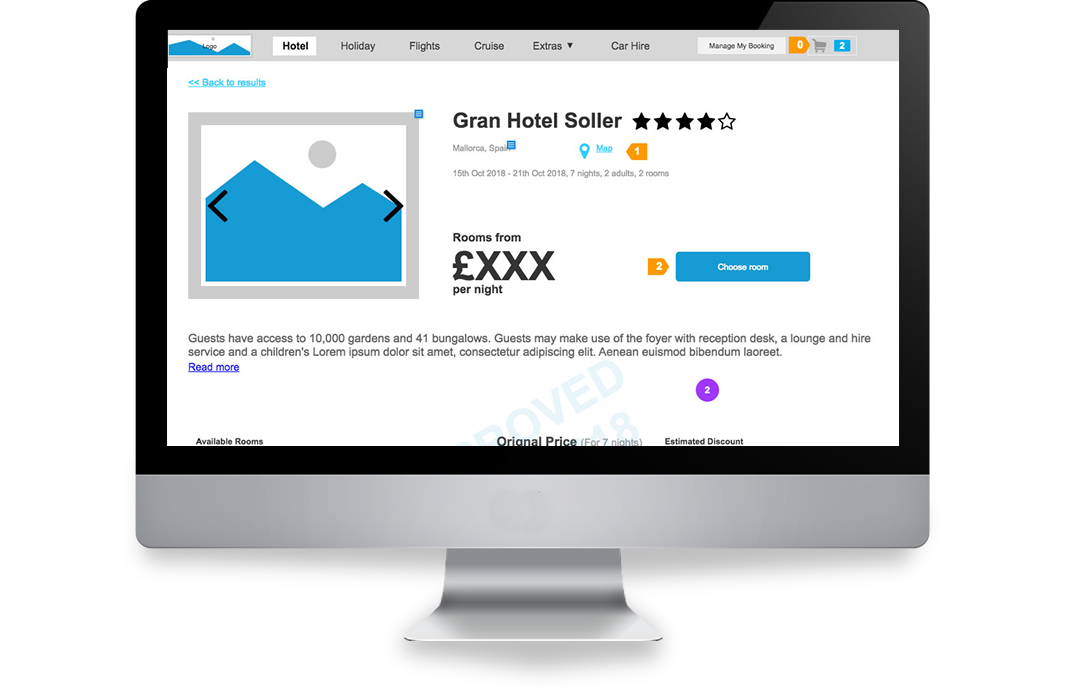 Logo
Hotel
Holiday
Flights
Cruise
Extras ▼
Car Hire
Manage My Booking
0
2
<< Back to results
Gran Hotel Soller
Mallorca, Spain
Map
1
15th Oct 2018 - 21th Oct 2018, 7 nights, 2 adults, 2 rooms
Rooms from
£XXX
per night
2
Choose room
Guests have access to 10,000 gardens and 41 bungalows. Guests may make use of the foyer with reception desk, a lounge and hire
service and a children's Lorem ipsum dolor sit amet, consectetur adipiscing elit. Aenean euismod bibendum laoreet.
Read more
2
Available Rooms
Orignal Price (For 7 nights)
Estimated Discount